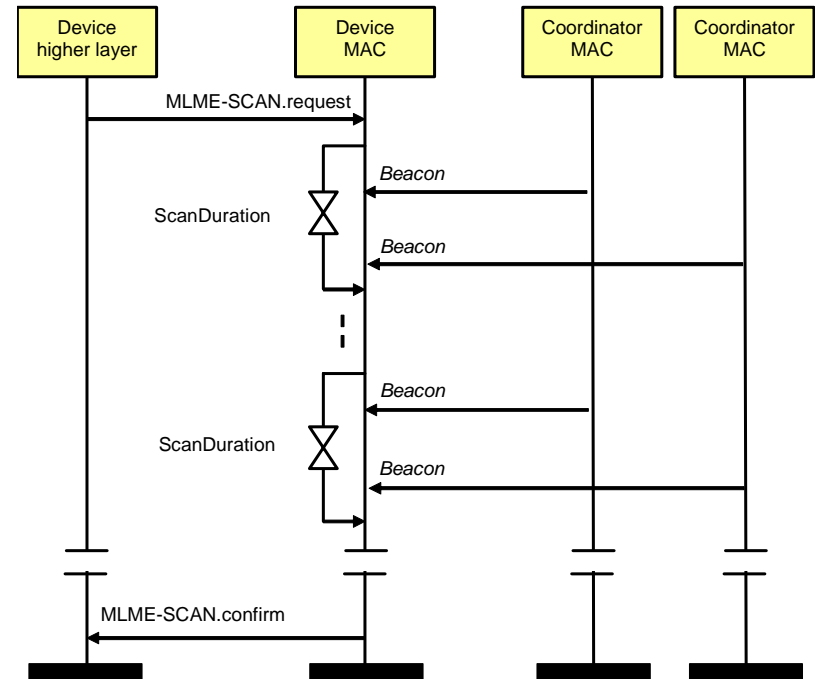 Device
higher layer
Device
MAC
Coordinator
MAC
Coordinator
MAC
MLME-SCAN.request
Beacon
ScanDuration
Beacon
Beacon
ScanDuration
Beacon
MLME-SCAN.confirm